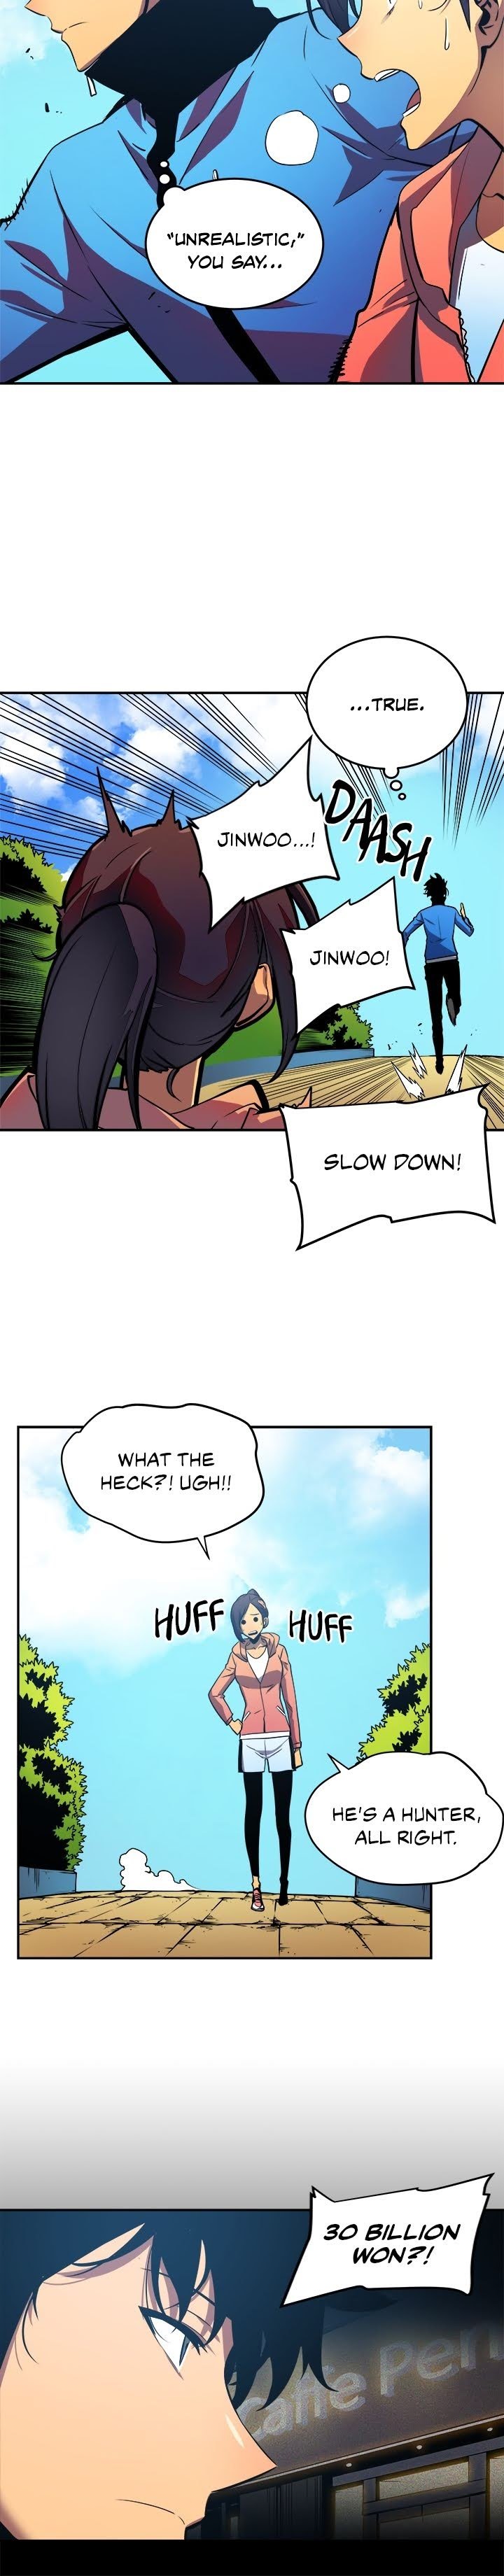 "UNREALISTIC,"
YOU SAY...
...TRUE.
JINWOO...!
DAASH
JINWOO!
SLOW DOWN!
WHAT THE
HECK?! UGH!!
HUFF
HUFF
HE'S A HUNTER,
ALL RIGHT.
30 BILLION
WON?!
Caffe